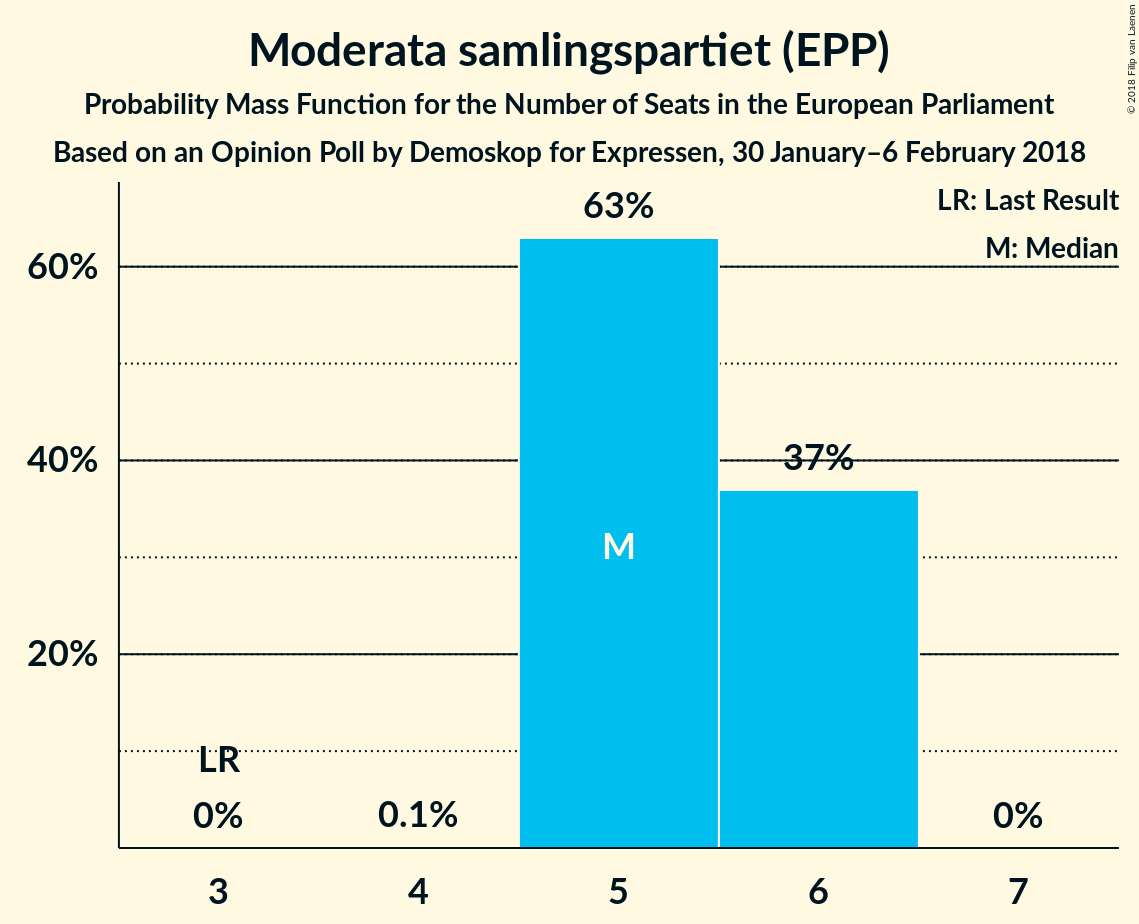 Moderata samlingspartiet (EPP)
Probability Mass Function for the Number of Seats in the European Parliament
Based on an Opinion Poll by Demoskop for Expressen, 30 January–6 February 2018
© 2018 Filip van Laenen
LR: Last Result
M: Median
63%
60%
40%
37%
M
20%
LR
0%
0.1%
0%
3
4
5
6
7